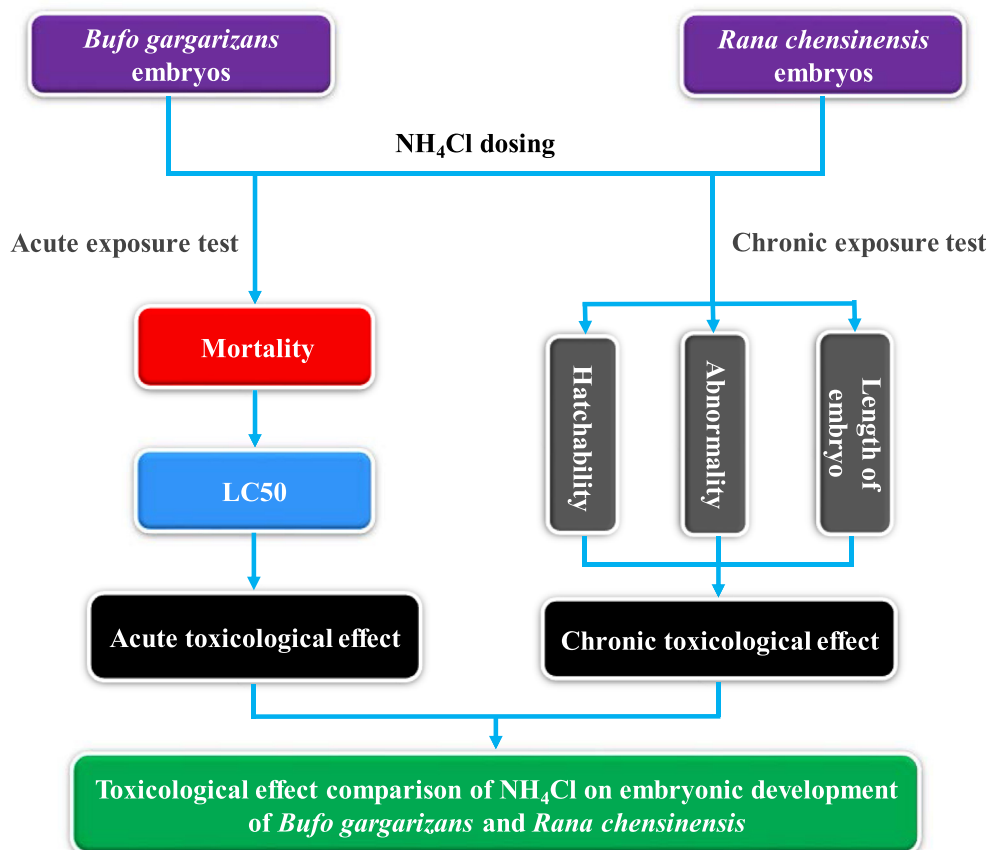 Bufo gargarizans
embryos
Rana chensinensis
embryos
NH₄Cl dosing
Acute exposure test
Chronic exposure test
Mortality
LC50
Hatchability
Abnormality
Length of
embryo
Acute toxicological effect
Chronic toxicological effect
Toxicological effect comparison of NH₄Cl on embryonic development
of Bufo gargarizans and Rana chensinensis